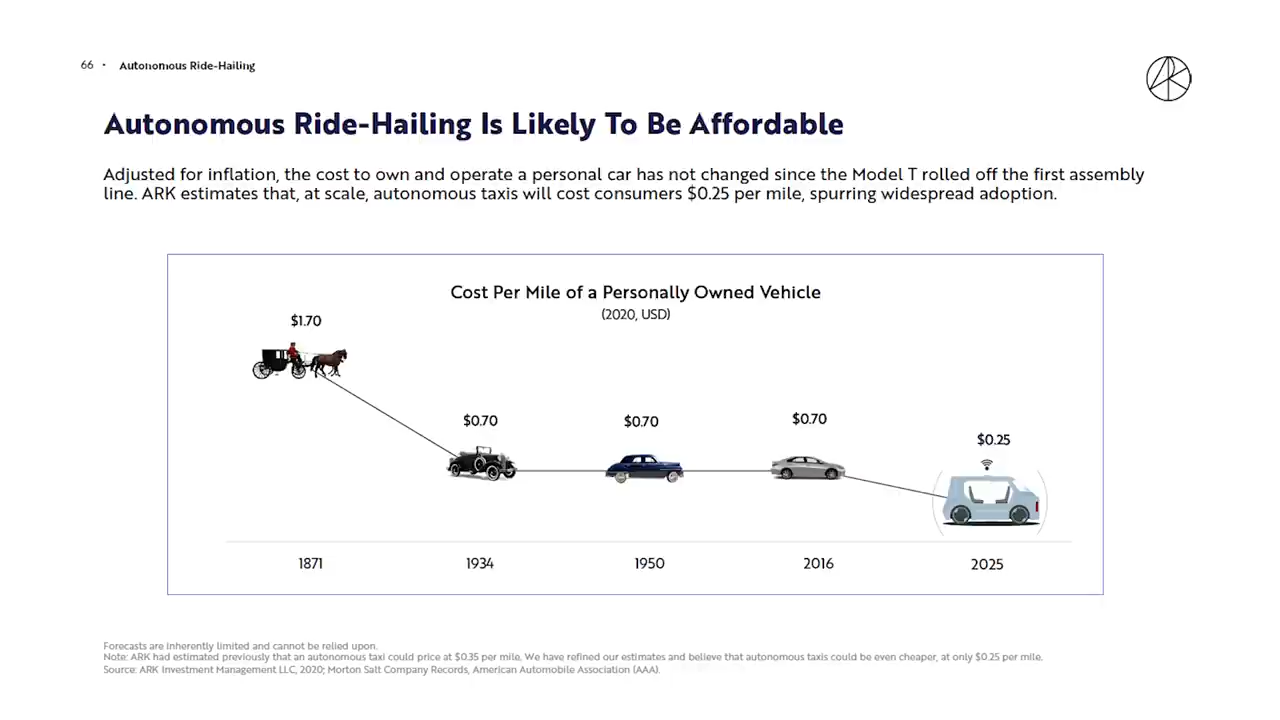 66 • Autonomous Ride-Hailing
ARK
Autonomous Ride-Hailing Is Likely To Be Affordable
Adjusted for inflation, the cost to own and operate a personal car has not changed since the Model T rolled off the first assembly
line. ARK estimates that, at scale, autonomous taxis will cost consumers $0.25 per mile, spurring widespread adoption.
Cost Per Mile of a Personally Owned Vehicle
(2020, USD)
$1.70
$0.70
$0.70
$0.70
$0.25
1871
1934
1950
2016
2025
Forecasts are inherently limited and cannot be relied upon.
Note: ARK had estimated previously that an autonomous taxi could price at $0.35 per mile. We have refined our estimates and believe that autonomous taxis could be even cheaper, at only $0.25 per mile.
Source: ARK Investment Management LLC, 2020; Morton Salt Company Records, American Automobile Association (AAA).